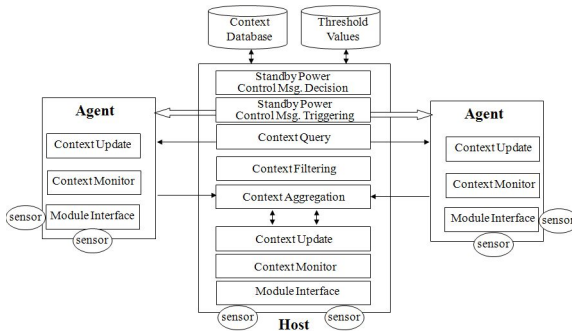 Context
Database
Threshold
Values
Standby Power
Control Msg. Decision
Standby Power
Control Msg. Triggering
Context Query
Context Filtering
Context Aggregation
Context Update
Context Monitor
Module Interface
sensor
sensor
Host
Agent
Context Update
Context Monitor
Module Interface
sensor
sensor
Agent
Context Update
Context Monitor
Module Interface
sensor
sensor